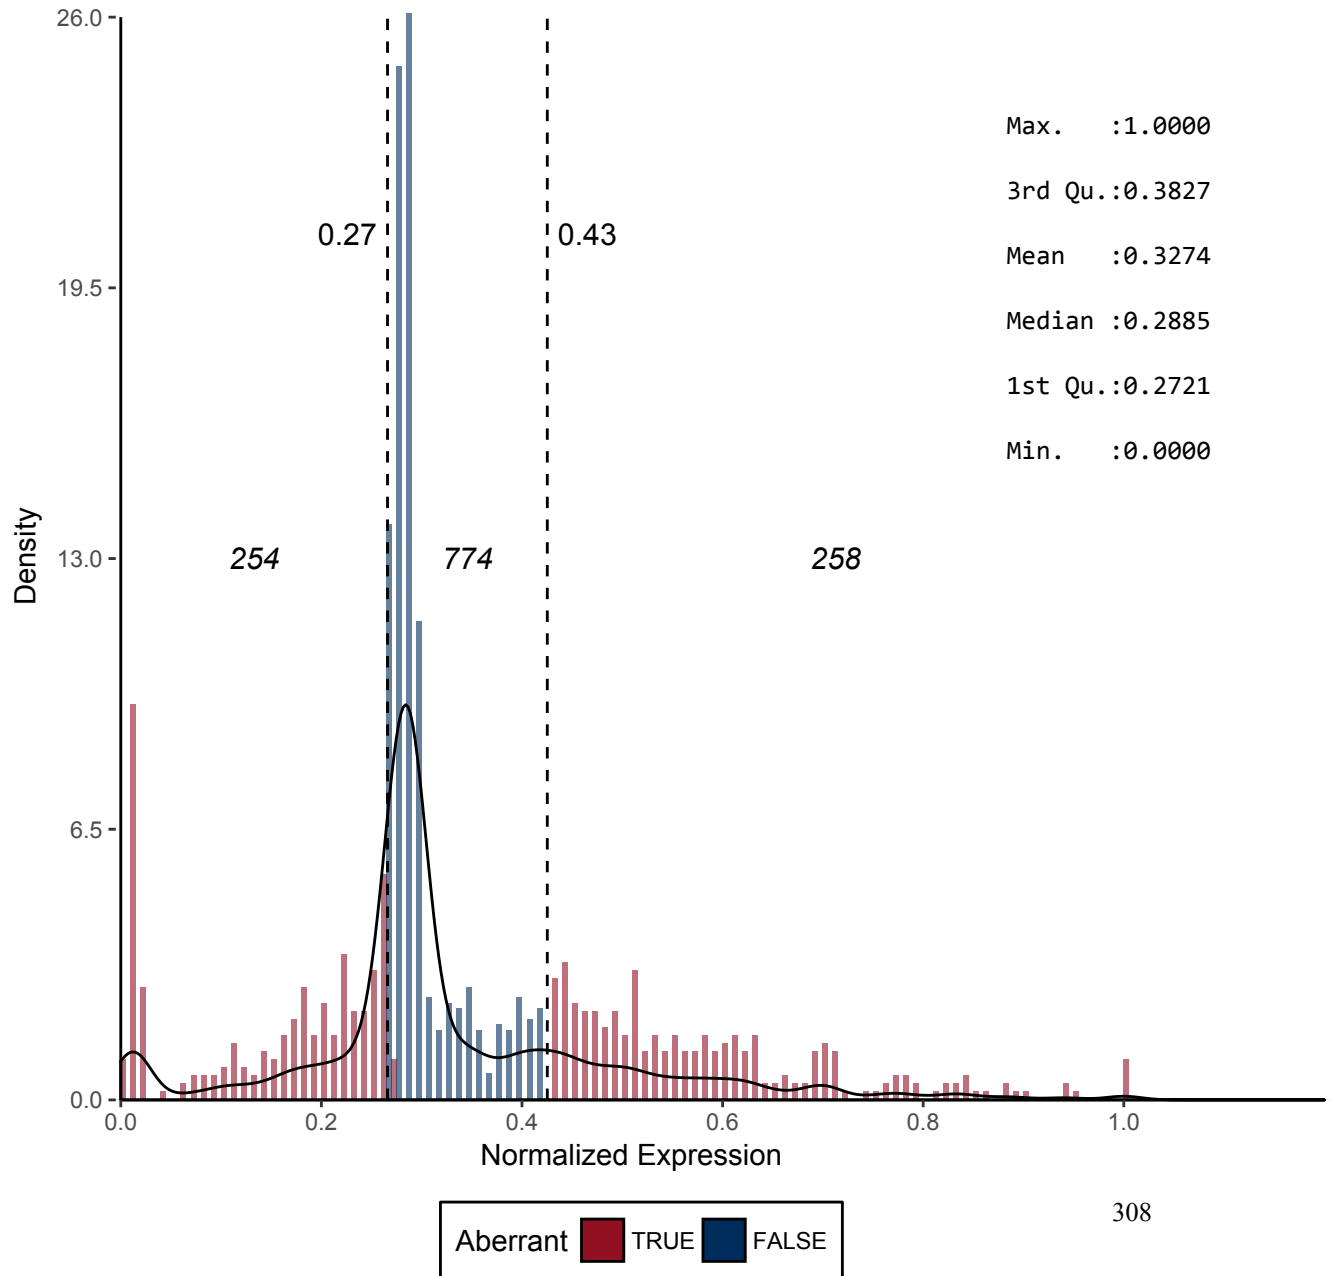 26.0
Max. :1.0000
3rd Qu.:0.3827
0.27
0.43
Mean :0.3274
19.5
Median :0.2885
1st Qu.:0.2721
Min. :0.0000
Density
13.0
254
774
258
6.5
0.0
0.0 0.2 0.4 0.6 0.8 1.0
Normalized Expression
308
Aberrant TRUE FALSE